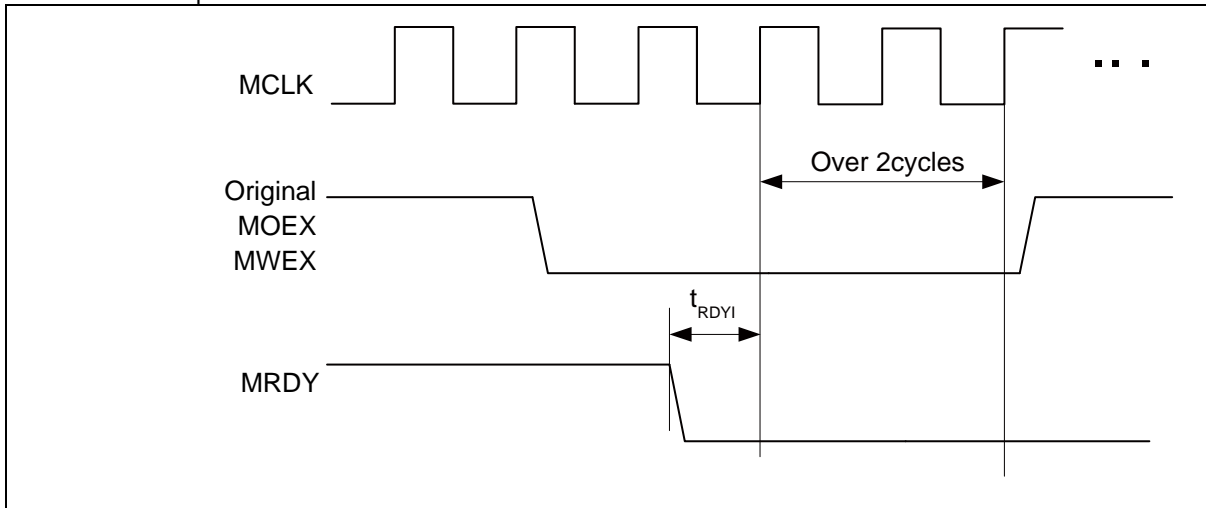 MCLK
Over 2cycles
Original
MOEX
MWEX
tRDYI
MRDY